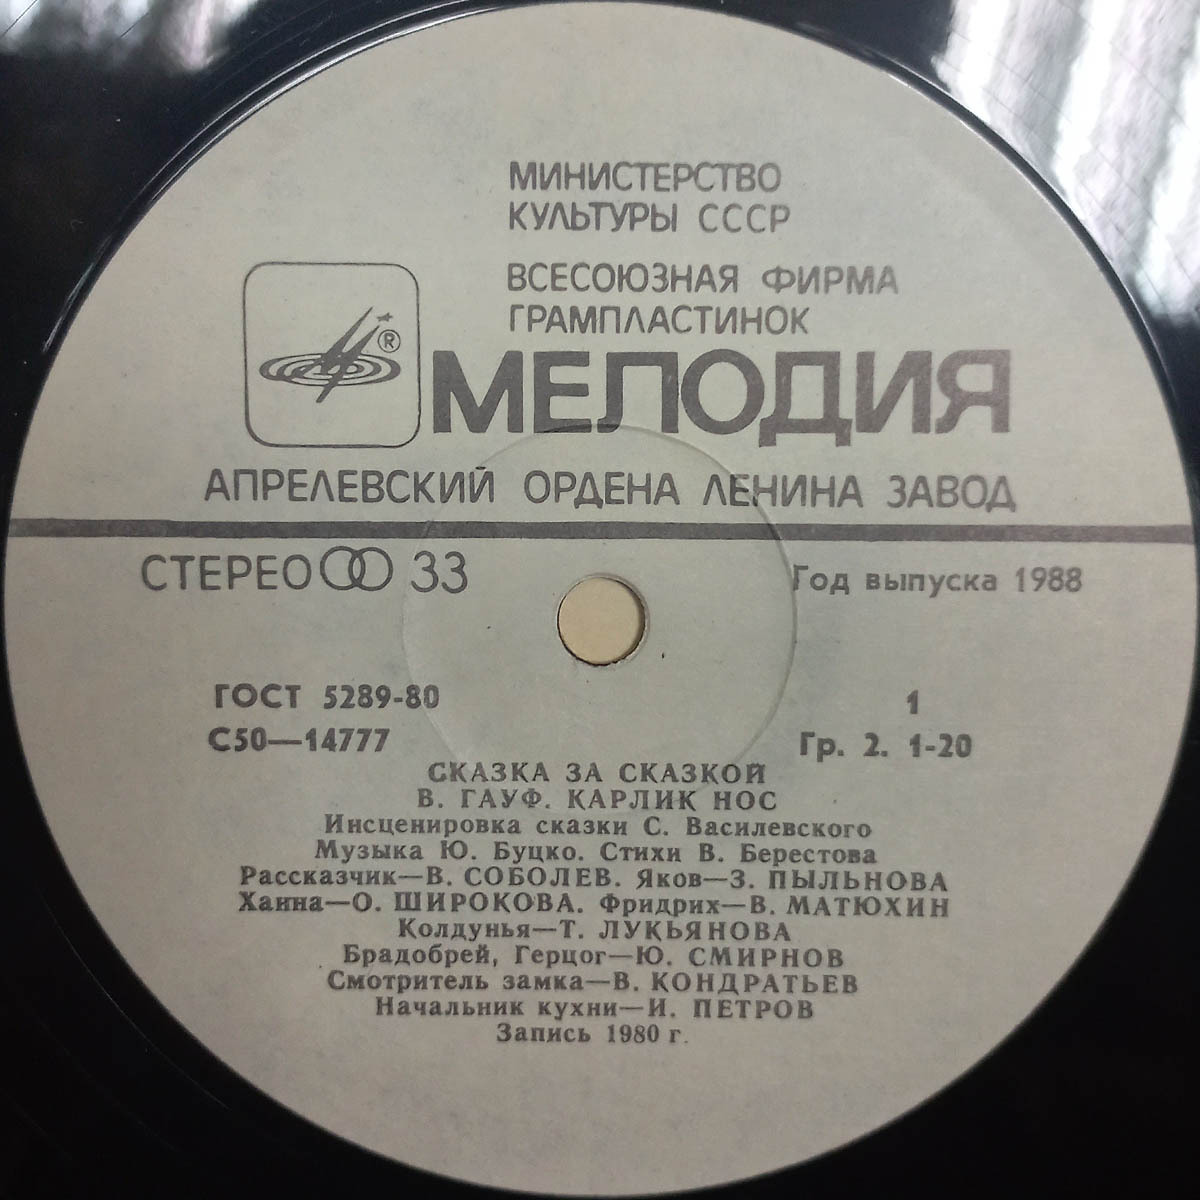 МИНИСТЕРСТВО
КУЛЬТУРЫ СССР
ВСЕСОЮЗНАЯ ФИРМА
ГРАМПЛАСТИНОК
®
МЕЛОДИЯ
АПРЕЛЕВСКИЙ ОРДЕНА ЛЕНИНА ЗАВОД
СТЕРЕО 33
Год выпуска 1988
ГОСТ 5289-80
1
С50—14777
Гр. 2. 1-20
СКАЗКА ЗА СКАЗКОЙ
В. ГАУФ. КАРЛИК НОС
Инсценировка сказки С. Василевского
Музыка Ю. Буцко. Стихи В. Берестова
Рассказчик—В. СОБОЛЕВ. Яков—З. ПЫЛЬНОВА
Ханна—О. ШИРОКОВА. Фридрих—В. МАТЮХИН
Колдунья—Т. ЛУКЬЯНОВА
Брадобрей, Герцог—Ю. СМИРНОВ
Смотритель замка—В. КОНДРАТЬЕВ
Начальник кухни—И. ПЕТРОВ
Запись 1980 г.